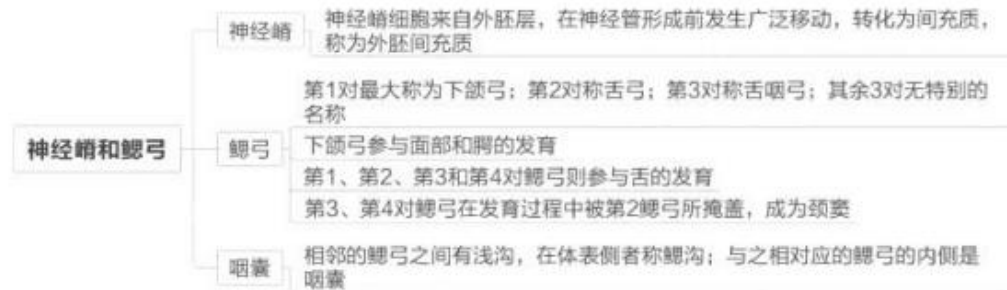 神经嵴
神经嵴细胞来自外胚层，在神经管形成前发生广泛移动，转化为间充质，
称为外胚间充质
第1对最大称为下颌弓；第2对称舌弓；第3对称舌咽弓；其余3对无特别的
名称
神经嵴和鳃弓
鳃弓
下颌弓参与面部和腭的发育
第1、第2、第3和第4对鳃弓则参与舌的发育
第3、第4对鳃弓在发育过程中被第2鳃弓所掩盖，成为颈窦
咽囊
相邻的鳃弓之间有浅沟，在体表侧者称鳃沟；与之相对应的鳃弓的内侧是
咽囊